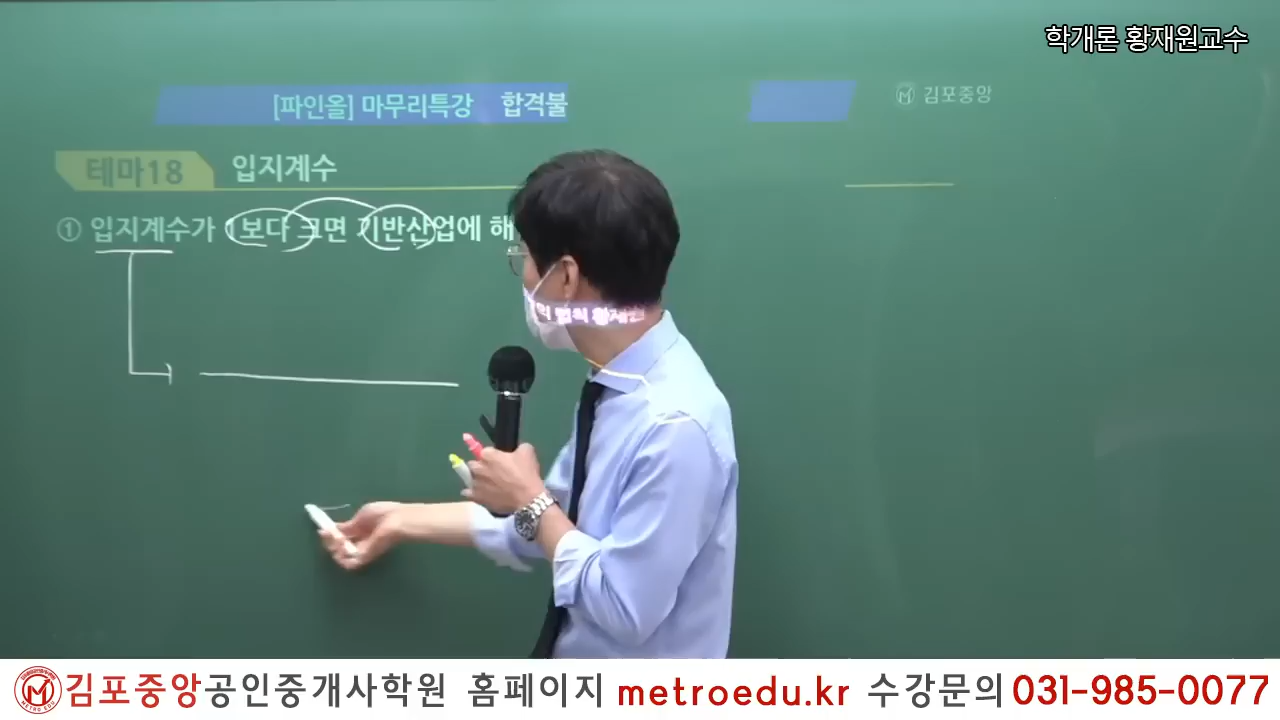 학개론 황재원교수
[파인올] 마무리특강 합격불
김포중앙
테마18 입지계수
① 입지계수가 1보다 크면 기반산업에 해
김포중앙공인중개사학원 홈페이지 metroedu.kr 수강문의 031-985-0077